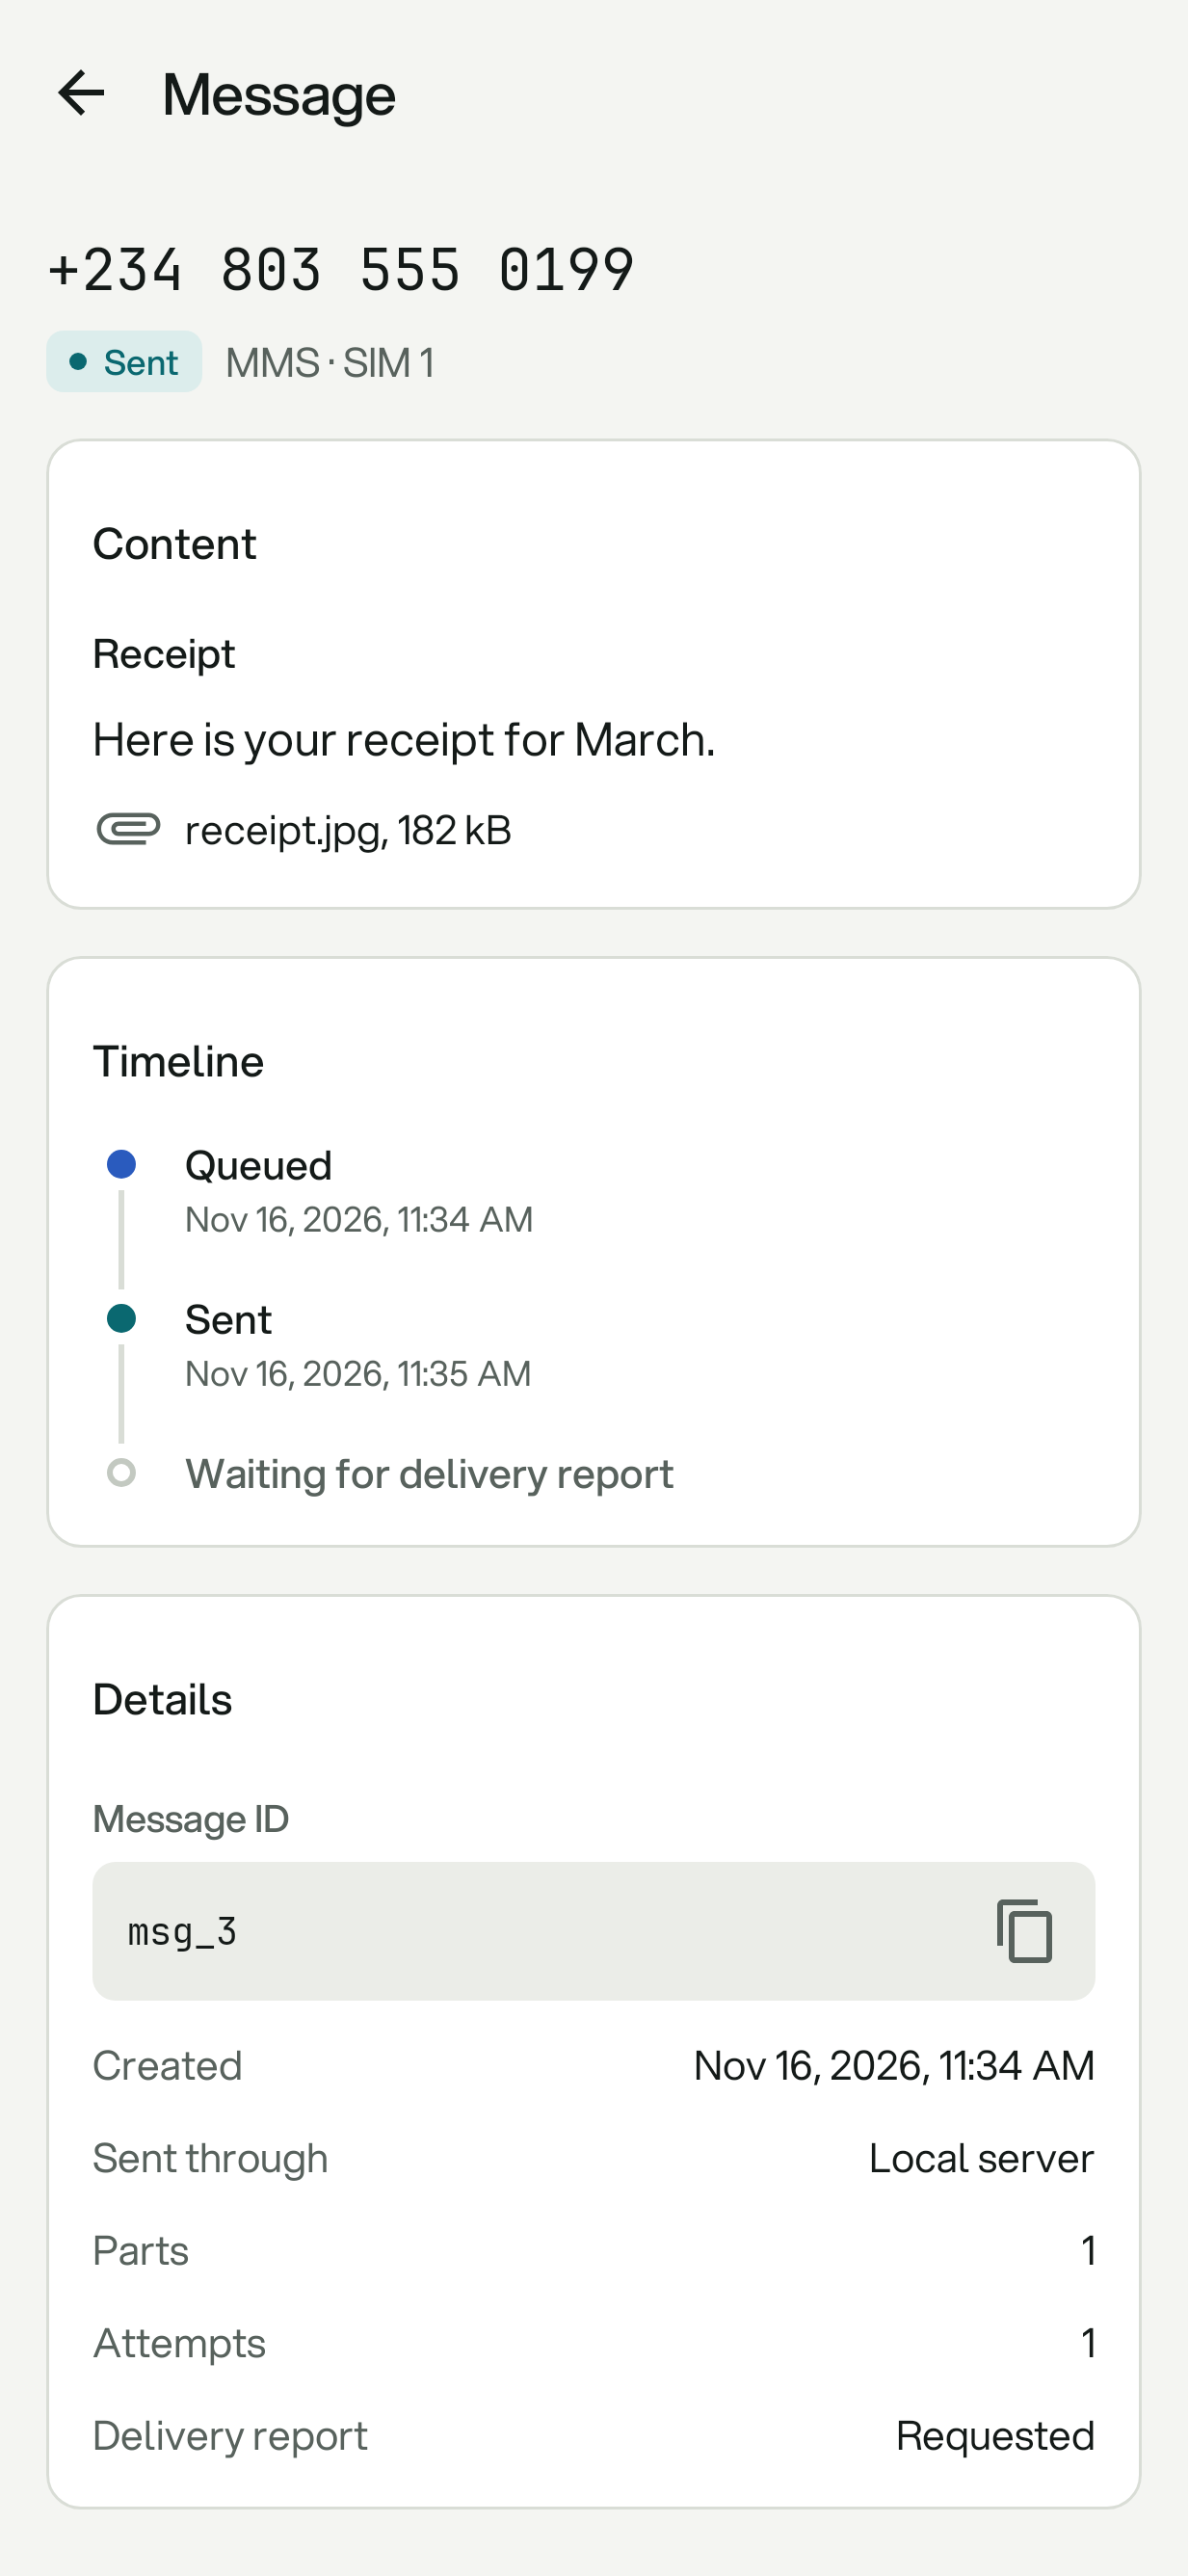 Message
+234 803 555 0199
Sent
MMS · SIM 1
Content
Receipt
Here is your receipt for March.
receipt.jpg, 182 kB
Timeline
Queued
Nov 16, 2026, 11:34 AM
Sent
Nov 16, 2026, 11:35 AM
Waiting for delivery report
Details
Message ID
msg_3
Created Nov 16, 2026, 11:34 AM
Sent through Local server
Parts 1
Attempts 1
Delivery report Requested